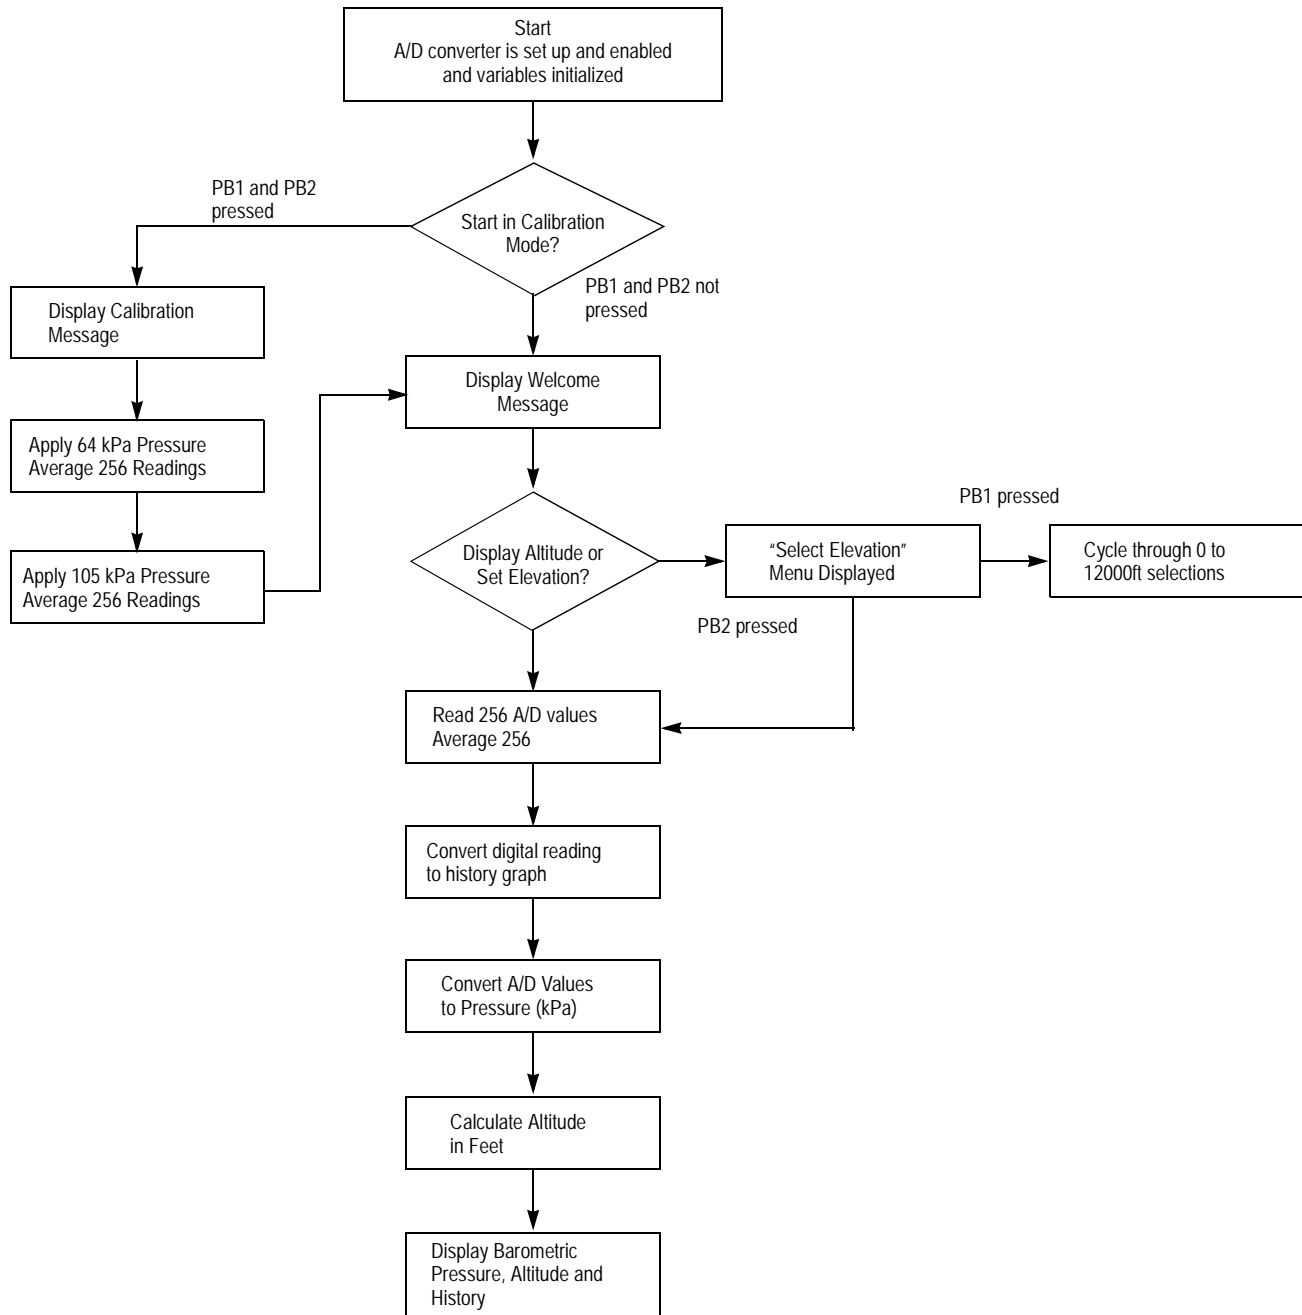 Start
A/D converter is set up and enabled
and variables initialized
PB1 and PB2
pressed
Start in Calibration
Mode?
PB1 and PB2 not
pressed
Display Calibration
Message
Display Welcome
Message
Apply 64 kPa Pressure
Average 256 Readings
Apply 105 kPa Pressure
Average 256 Readings
Display Altitude or
Set Elevation?
"Select Elevation"
Menu Displayed
PB1 pressed
Cycle through 0 to
12000ft selections
PB2 pressed
Read 256 A/D values
Average 256
Convert digital reading
to history graph
Convert A/D Values
to Pressure (kPa)
Calculate Altitude
in Feet
Display Barometric
Pressure, Altitude and
History